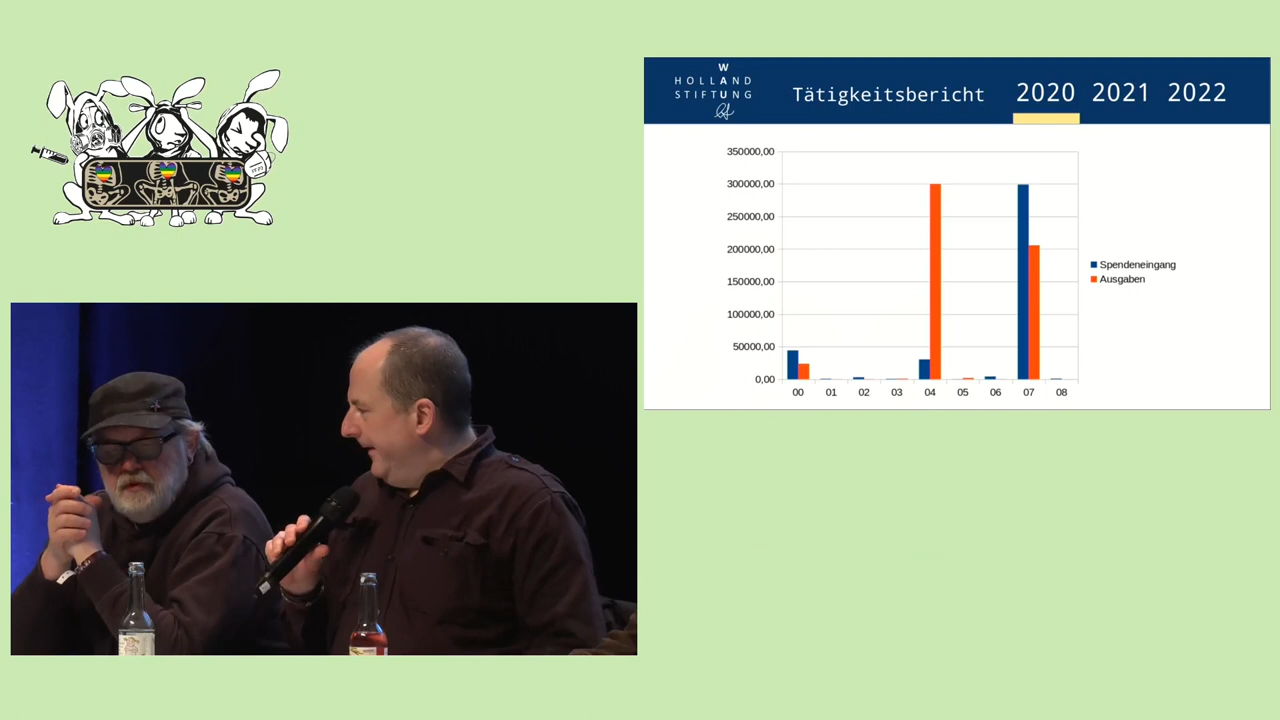 W
HOLLAND
STIFTUNG
U
Tätigkeitsbericht
2020 2021 2022
350000,00
300000,00
250000,00
200000,00
150000,00
100000,00
50000,00
0,00
00 01 02 03 04 05 06 07 08
Spendeneingang
Ausgaben